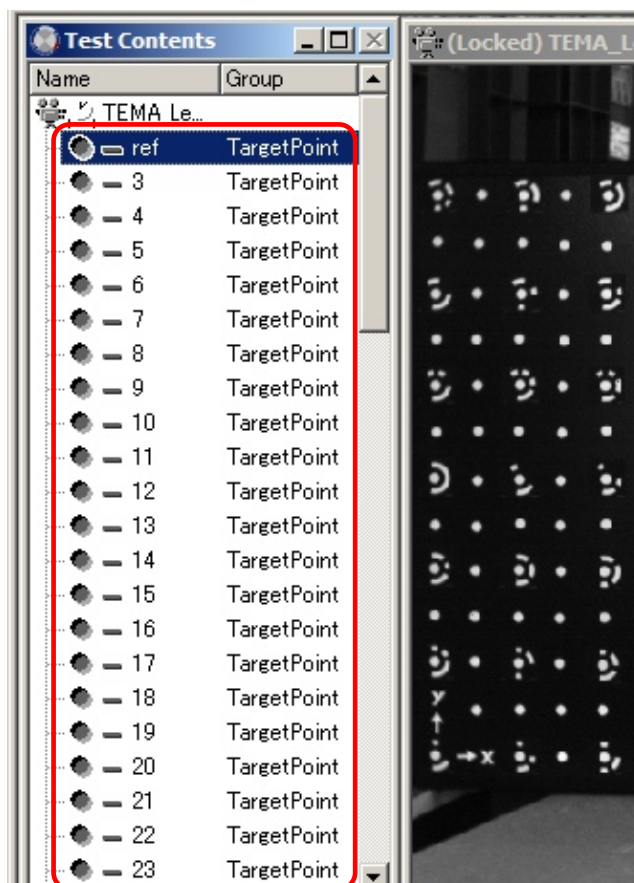 Test Contents
(Locked) TEMA_L
Name Group
TEMA Le...
ref TargetPoint
3 TargetPoint
4 TargetPoint
5 TargetPoint
6 TargetPoint
7 TargetPoint
8 TargetPoint
9 TargetPoint
10 TargetPoint
11 TargetPoint
12 TargetPoint
13 TargetPoint
14 TargetPoint
15 TargetPoint
16 TargetPoint
17 TargetPoint
18 TargetPoint
19 TargetPoint
20 TargetPoint
21 TargetPoint
22 TargetPoint
23 TargetPoint
y
x